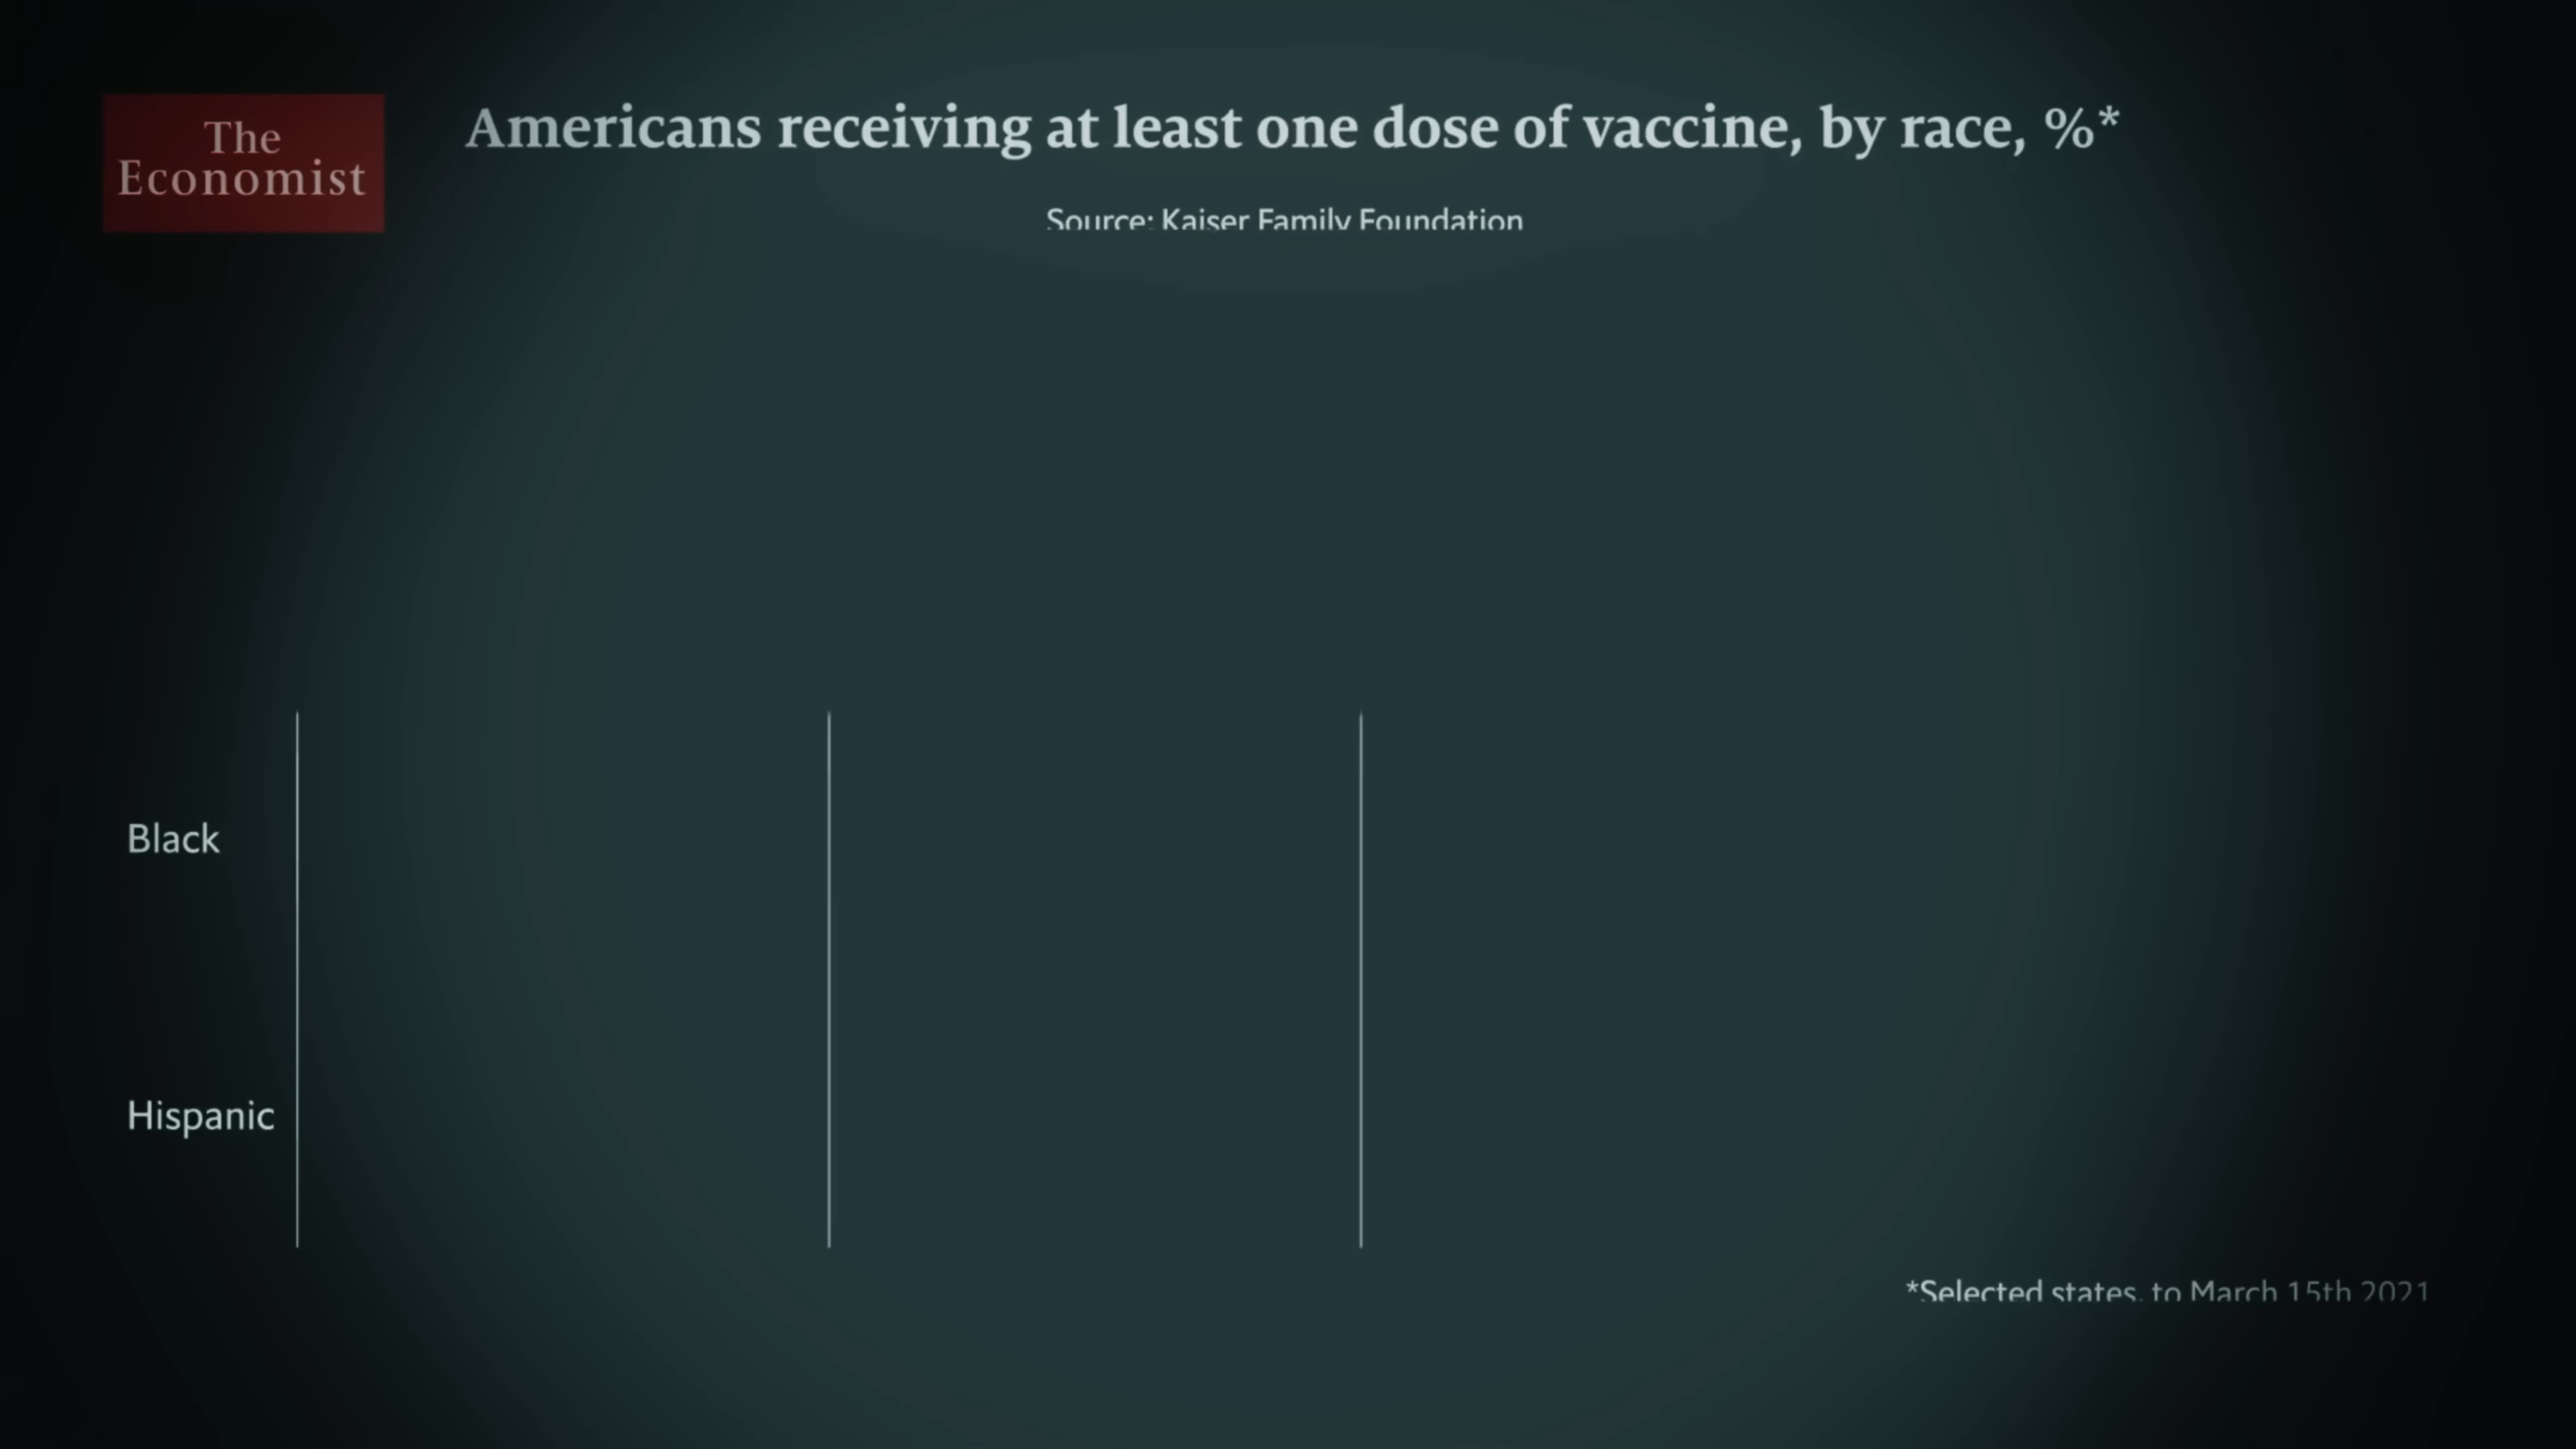 The
Economist
Americans receiving at least one dose of vaccine, by race, %*
Source: Kaiser Family Foundation
Black
Hispanic
*Selected states, to March 15th 2021